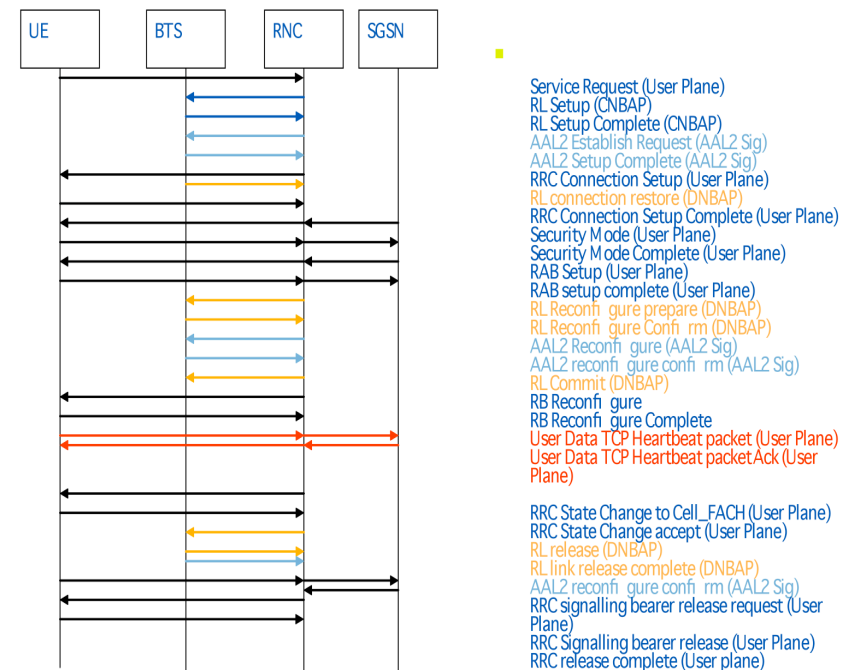 UE
BTS
RNC
SGSN
Service Request (User Plane)
RL Setup (CNBAP)
RL Setup Complete (CNBAP)
AAL2 Establish Request (AAL2 Sig)
AAL2 Setup Complete (AAL2 Sig)
RRC Connection Setup (User Plane)
RL connection restore (DNBAP)
RRC Connection Setup Complete (User Plane)
Security Mode (User Plane)
Security Mode Complete (User Plane)
RAB Setup (User Plane)
RAB setup complete (User Plane)
RL Reconfi gure prepare (DNBAP)
RL Reconfi gure Confi rm (DNBAP)
AAL2 Reconfi gure (AAL2 Sig)
AAL2 reconfi gure confi rm (AAL2 Sig)
RL Commit (DNBAP)
RB Reconfi gure
RB Reconfi gure Complete
User Data TCP Heartbeat packet (User Plane)
User Data TCP Heartbeat packet Ack (User
Plane)
RRC State Change to Cell_FACH (User Plane)
RRC State Change accept (User Plane)
RL release (DNBAP)
RL link release complete (DNBAP)
AAL2 reconfi gure confi rm (AAL2 Sig)
RRC signalling bearer release request (User
Plane)
RRC Signalling bearer release (User Plane)
RRC release complete (User plane)